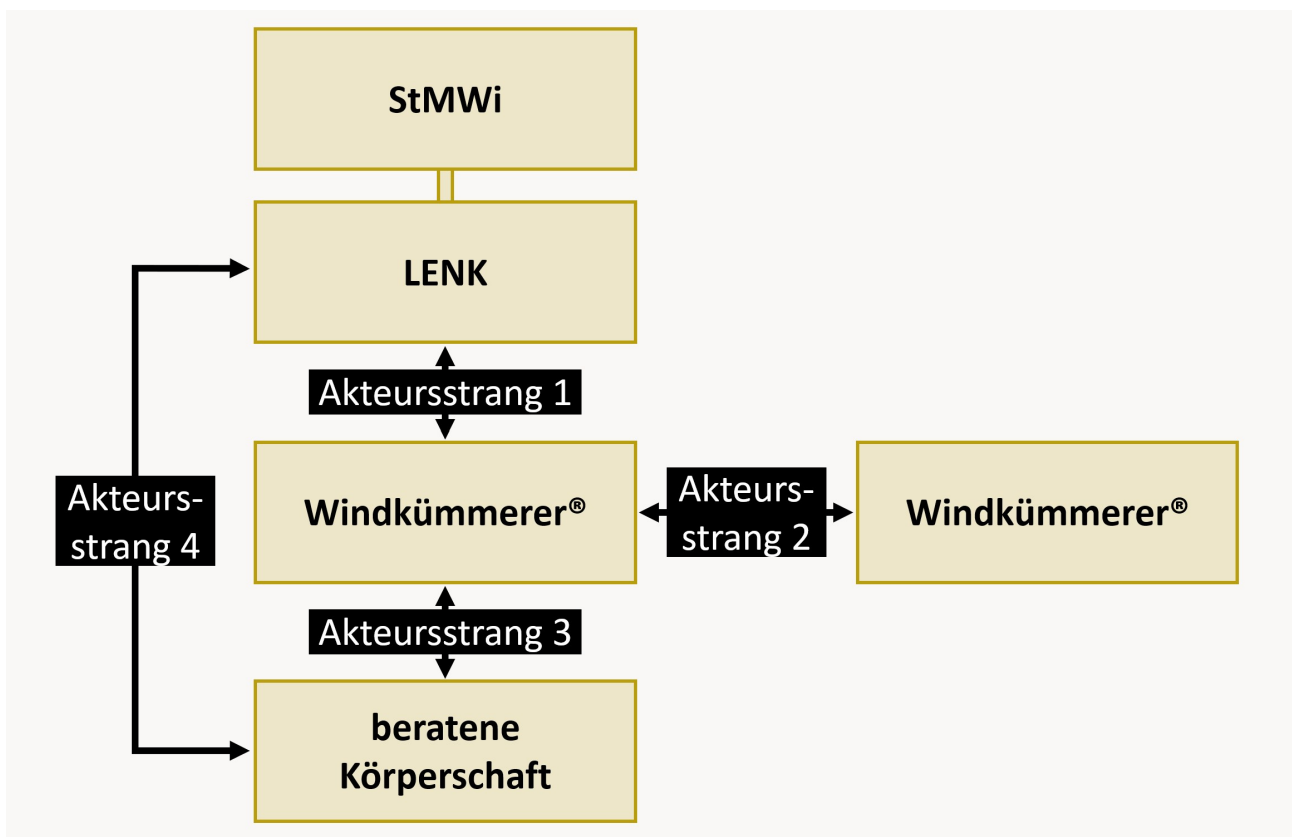 StMWi
LENK
Akteursstrang 1
Windkümmerer®
Akteurs-
strang 2
Windkümmerer®
Akteurs-
strang 4
Akteursstrang 3
beratene
Körperschaft